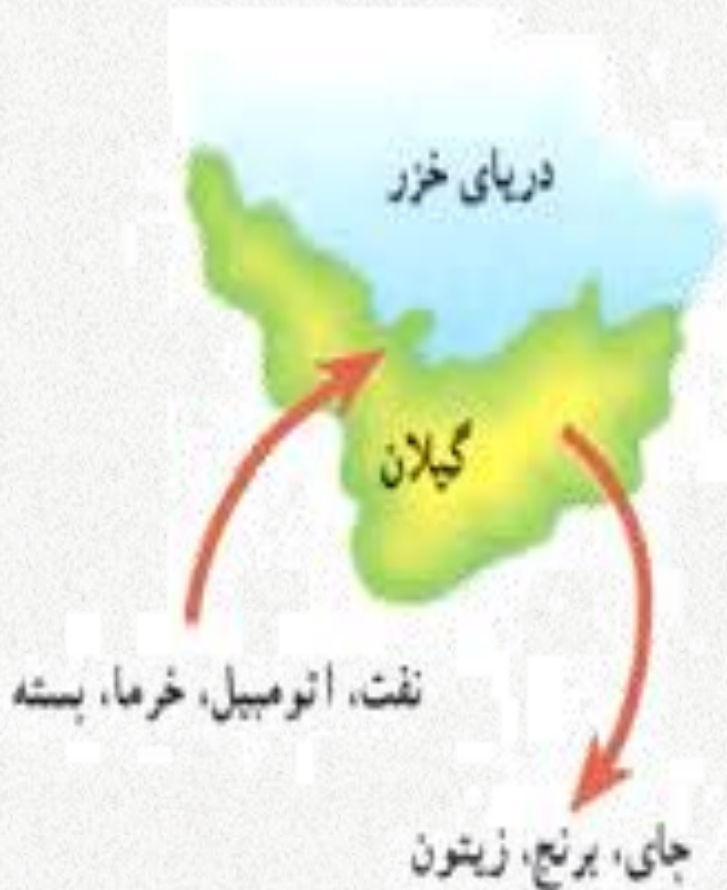 دریای خزر
گیلان
نفت، اتومبیل، خرما، پسته
چای، برنج، زیتون